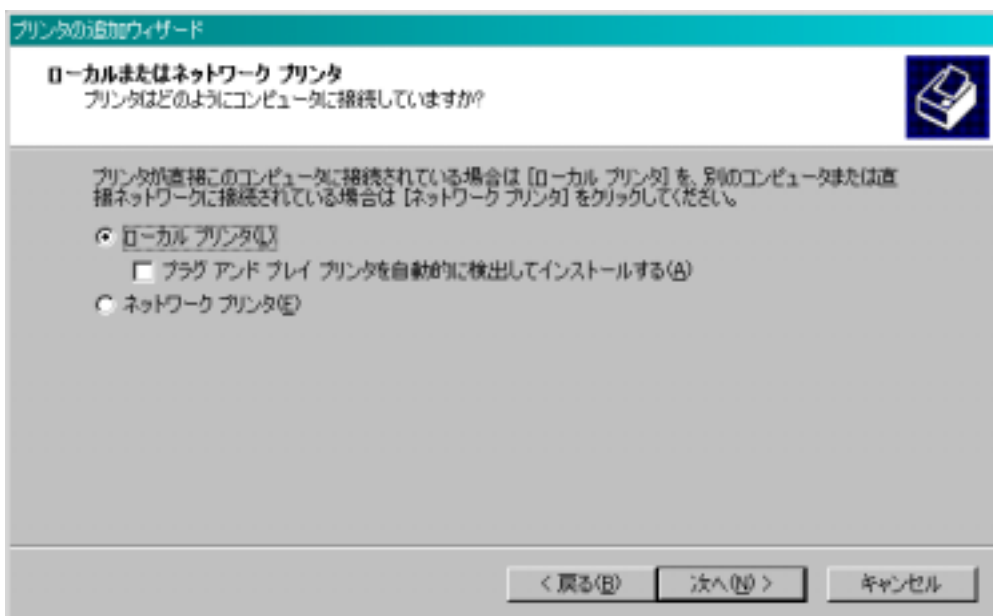 プリンタの追加ウィザード
ローカルまたはネットワーク プリンタ
プリンタはどのようにコンピュータに接続していますか?
プリンタが直接このコンピュータに接続されている場合は [ローカル プリンタ] を、別のコンピュータまたは直
接ネットワークに接続されている場合は [ネットワーク プリンタ] をクリックしてください。
ローカル プリンタ(L)
プラグ アンド プレイ プリンタを自動的に検出してインストールする(A)
ネットワーク プリンタ(E)
< 戻る(B) 次へ(N) > キャンセル